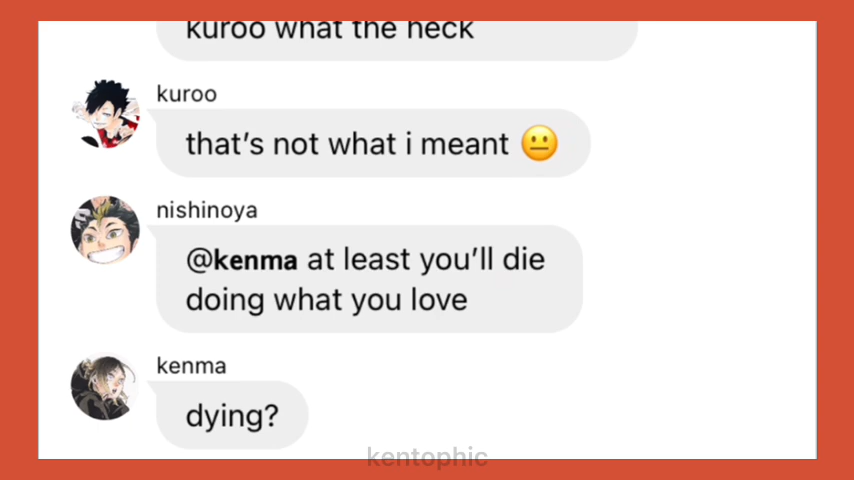 kuroo what the heck
kuroo
that's not what i meant 😐
nishinoya
@kenma at least you'll die
doing what you love
kenma
dying?
kentophic